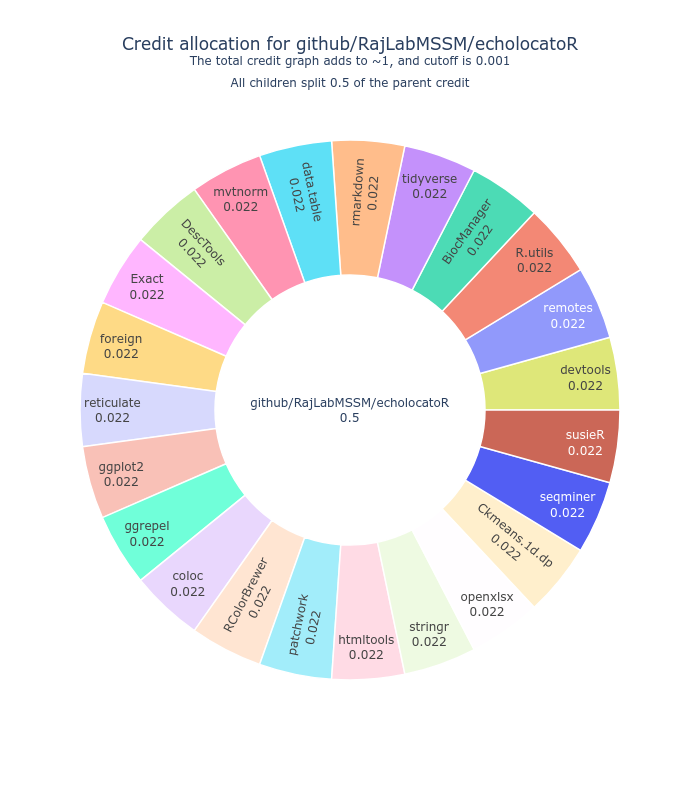 Credit allocation for github/RajLabMSSM/echolocatoR
The total credit graph adds to ~1, and cutoff is 0.001
All children split 0.5 of the parent credit
github/RajLabMSSM/echolocatoR
0.5
devtools
0.022
remotes
0.022
R.utils
0.022
BiocManager
0.022
tidyverse
0.022
rmarkdown
0.022
data.table
0.022
mvtnorm
0.022
DescTools
0.022
Exact
0.022
foreign
0.022
reticulate
0.022
ggplot2
0.022
ggrepel
0.022
coloc
0.022
RColorBrewer
0.022
patchwork
0.022
htmltools
0.022
stringr
0.022
openxlsx
0.022
Ckmeans.1d.dp
0.022
seqminer
0.022
susieR
0.022